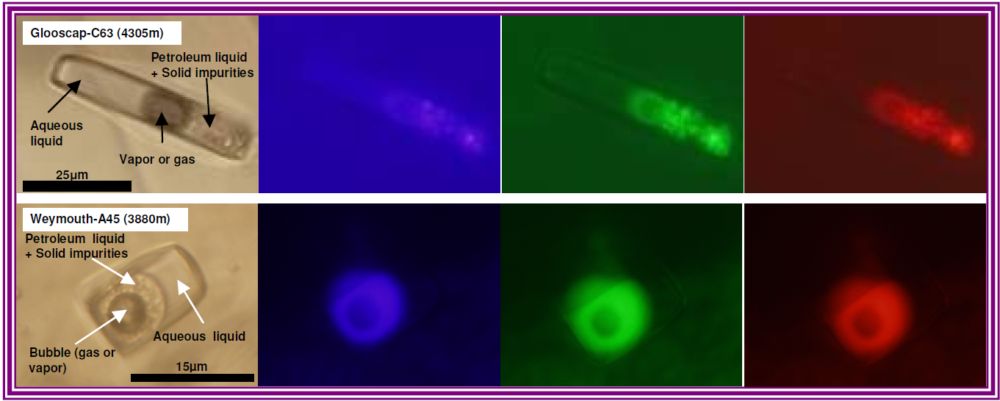 Glooscap-C63 (4305m)
Petroleum liquid
+ Solid impurities
Aqueous
liquid
Vapor or gas
25µm
Weymouth-A45 (3880m)
Petroleum liquid
+ Solid impurities
Aqueous liquid
Bubble (gas or
vapor)
15µm